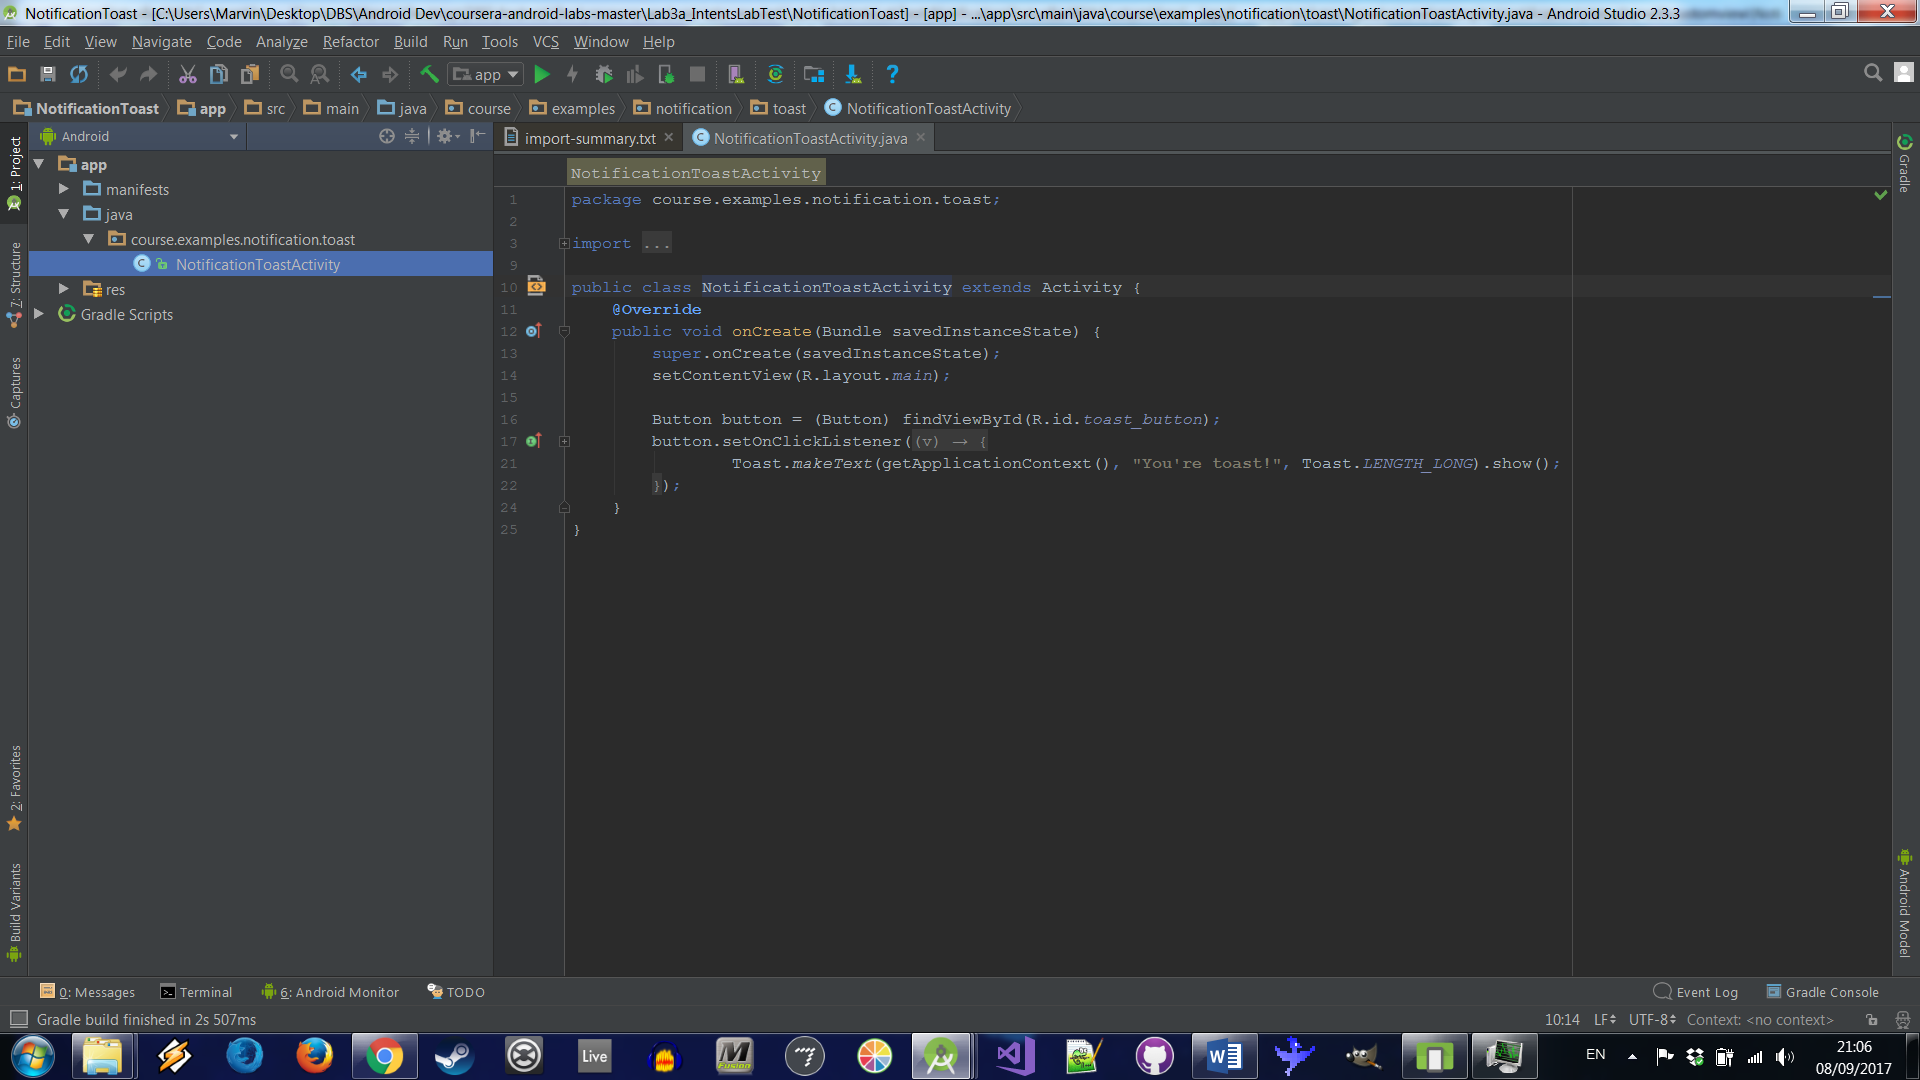 NotificationToast - [C:\Users\Marvin\Desktop\DBS\Android Dev\coursera-android-labs-master\Lab3a_IntentsLabTest\NotificationToast] - [app] - ...\app\src\main\java\course\examples\notification\toast\NotificationToastActivity.java - Android Studio 2.3.3
File Edit View Navigate Code Analyze Refactor Build Run Tools VCS Window Help
app
NotificationToast app src main java course examples notification toast NotificationToastActivity
Android
import-summary.txt NotificationToastActivity.java
1: Project
7: Structure
Captures
2: Favorites
Build Variants
app
manifests
java
course.examples.notification.toast
NotificationToastActivity
res
Gradle Scripts
NotificationToastActivity
1 package course.examples.notification.toast;
2
3 import ...
9
10 public class NotificationToastActivity extends Activity {
11 @Override
12 public void onCreate(Bundle savedInstanceState) {
13 super.onCreate(savedInstanceState);
14 setContentView(R.layout.main);
15
16 Button button = (Button) findViewById(R.id.toast_button);
17 button.setOnClickListener((v) → {
21 Toast.makeText(getApplicationContext(), "You're toast!", Toast.LENGTH_LONG).show();
22 });
24 }
25 }
Gradle
Android Model
0: Messages Terminal 6: Android Monitor TODO Event Log Gradle Console
Gradle build finished in 2s 507ms 10:14 LF UTF-8 Context: <no context>
Live
EN
21:06
08/09/2017